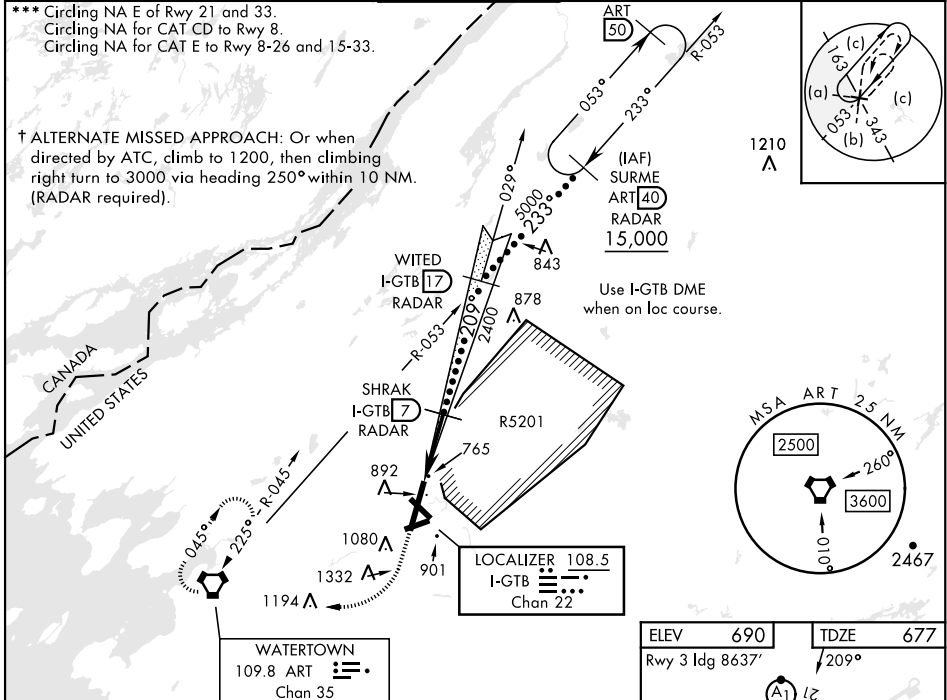 *** Circling NA E of Rwy 21 and 33.
Circling NA for CAT CD to Rwy 8.
Circling NA for CAT E to Rwy 8-26 and 15-33.
† ALTERNATE MISSED APPROACH: Or when
directed by ATC, climb to 1200, then climbing
right turn to 3000 via heading 250° within 10 NM.
(RADAR required).
ART
50
R-053
053°
233°
163
(c)
(a)
(c)
053
(b)
343
1210
(IAF)
SURME
ART 40
RADAR
15,000
029°
5000
233°
843
WITED
I-GTB 17
RADAR
878
Use I-GTB DME
when on loc course.
209°
2400
R-053
CANADA
UNITED STATES
SHRAK
I-GTB 7
RADAR
R5201
765
892
MSA ART 25 NM
2500
260°
3600
010°
2467
R-045
045°
225°
1080
1332
901
1194
LOCALIZER 108.5
I-GTB
Chan 22
WATERTOWN
109.8 ART
Chan 35
ELEV 690
TDZE 677
Rwy 3 ldg 8637'
209°
A1
21